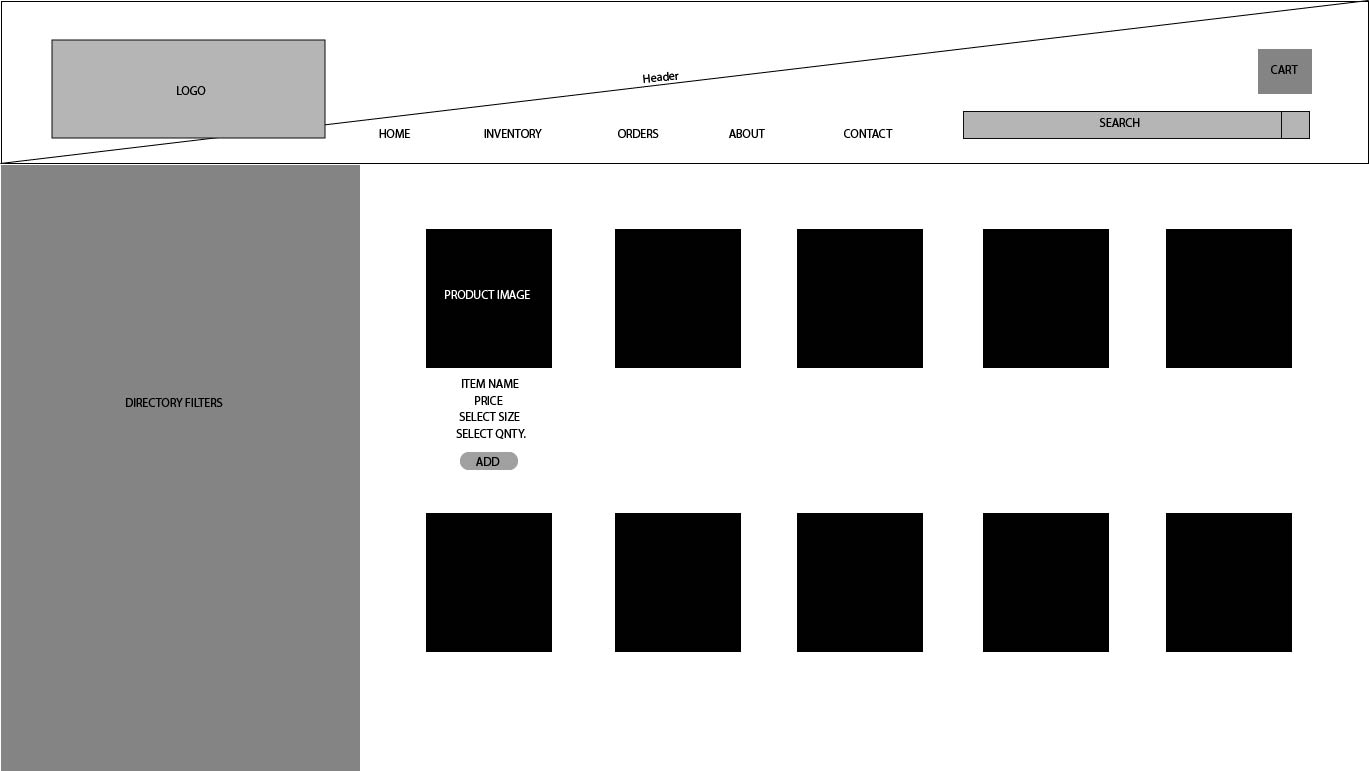 Header
LOGO
CART
SEARCH
HOME INVENTORY ORDERS ABOUT CONTACT
DIRECTORY FILTERS
PRODUCT IMAGE
ITEM NAME
PRICE
SELECT SIZE
SELECT QNTY.
ADD